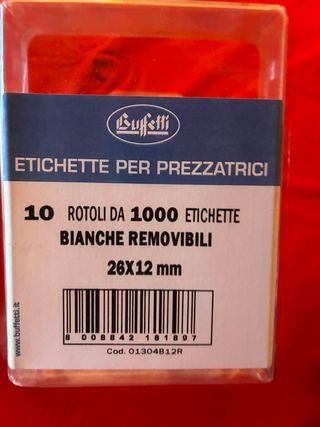 Buffetti
ETICHETTE PER PREZZATRICI
10 ROTOLI DA 1000 ETICHETTE
BIANCHE REMOVIBILI
26X12 mm
www.buffetti.it
8 008842 181897
Cod. 01304B12R